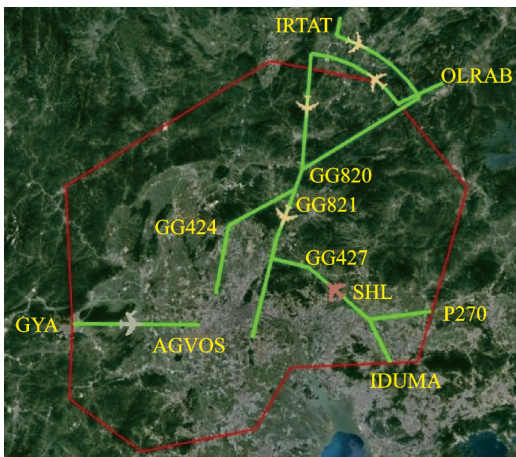 IRTAT
OLRAB
GG820
GG821
GG424
GG427
SHL
GYA
P270
AGVOS
IDUMA